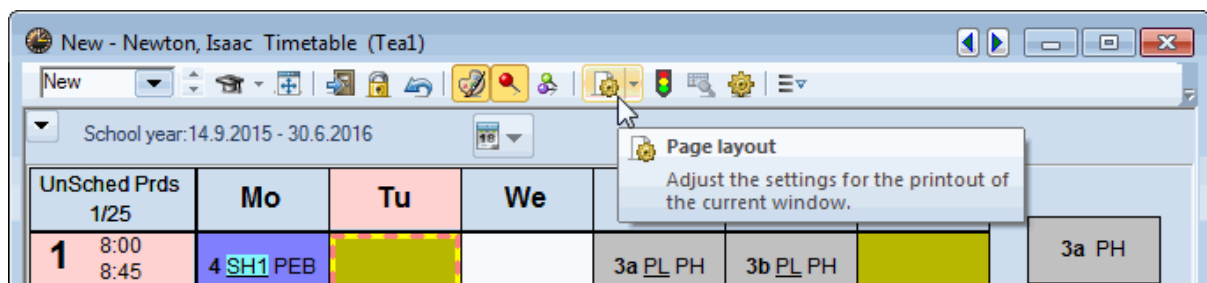 New - Newton, Isaac Timetable (Tea1)
New
School year:14.9.2015 - 30.6.2016
18
Page layout
Adjust the settings for the printout of
the current window.
UnSched Prds
1/25
Mo
Tu
We
1
8:00
8:45
4 SH1 PEB
3a PL PH
3b PL PH
3a PH